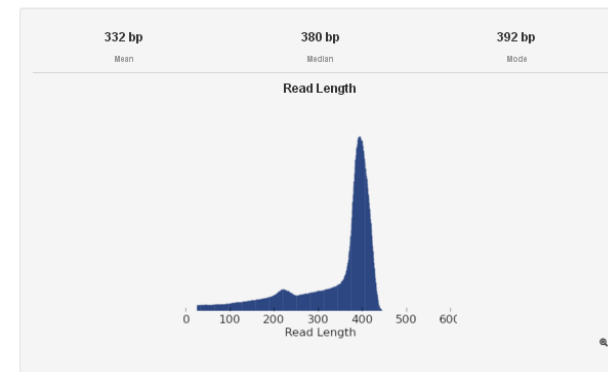 332 bp 380 bp 392 bp
Mean Median Mode
Read Length
0 100 200 300 400 500 600
Read Length